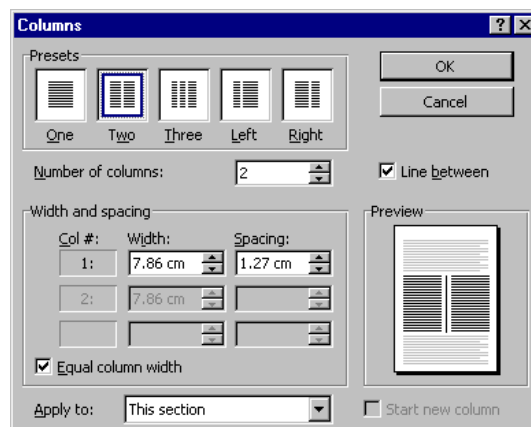 Columns
Presets
One Two Three Left Right
OK
Cancel
Number of columns: 2
Line between
Width and spacing
Col #: Width: Spacing:
1: 7.86 cm 1.27 cm
2: 7.86 cm
Equal column width
Preview
Apply to: This section
Start new column